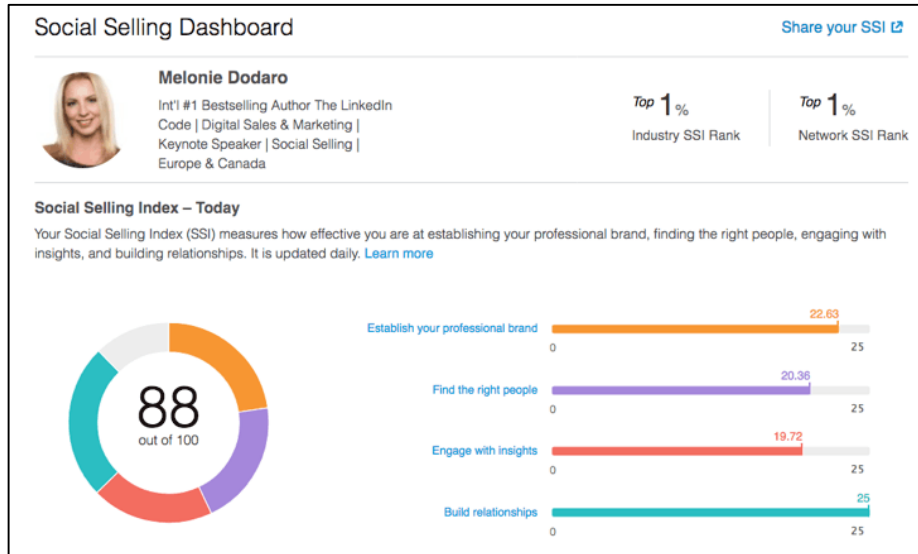 Social Selling Dashboard
Share your SSI
Melonie Dodaro
Int'l #1 Bestselling Author The LinkedIn
Code | Digital Sales & Marketing |
Keynote Speaker | Social Selling |
Europe & Canada
Top 1%
Industry SSI Rank
Top 1%
Network SSI Rank
Social Selling Index – Today
Your Social Selling Index (SSI) measures how effective you are at establishing your professional brand, finding the right people, engaging with
insights, and building relationships. It is updated daily. Learn more
88
out of 100
22.63
Establish your professional brand
0 25
20.36
Find the right people
0 25
19.72
Engage with insights
0 25
25
Build relationships
0 25